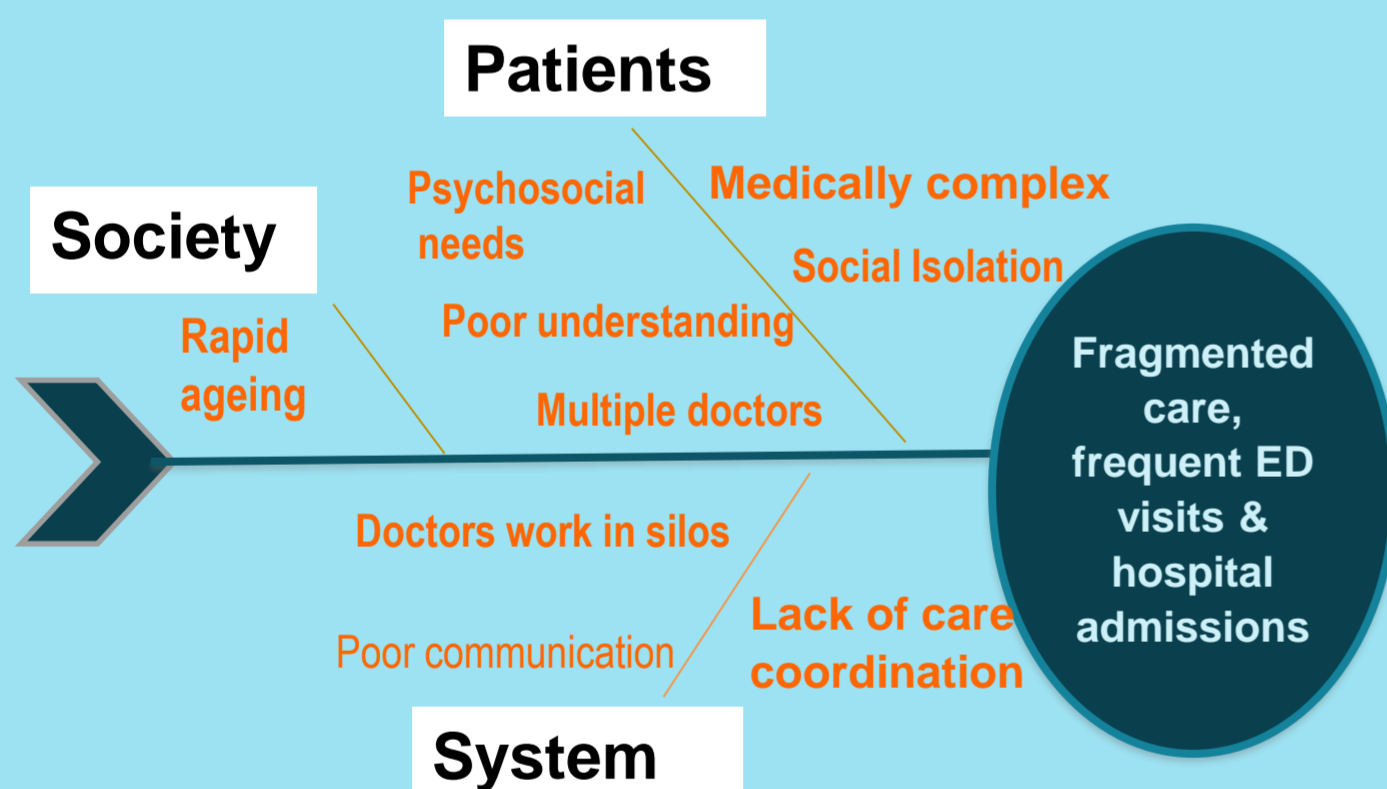 Patients
Society
Psychosocial
needs
Medically complex
Social Isolation
Poor understanding
Rapid
ageing
Multiple doctors
Fragmented
care,
frequent ED
visits &
hospital
admissions
Doctors work in silos
Poor communication
Lack of care
coordination
System